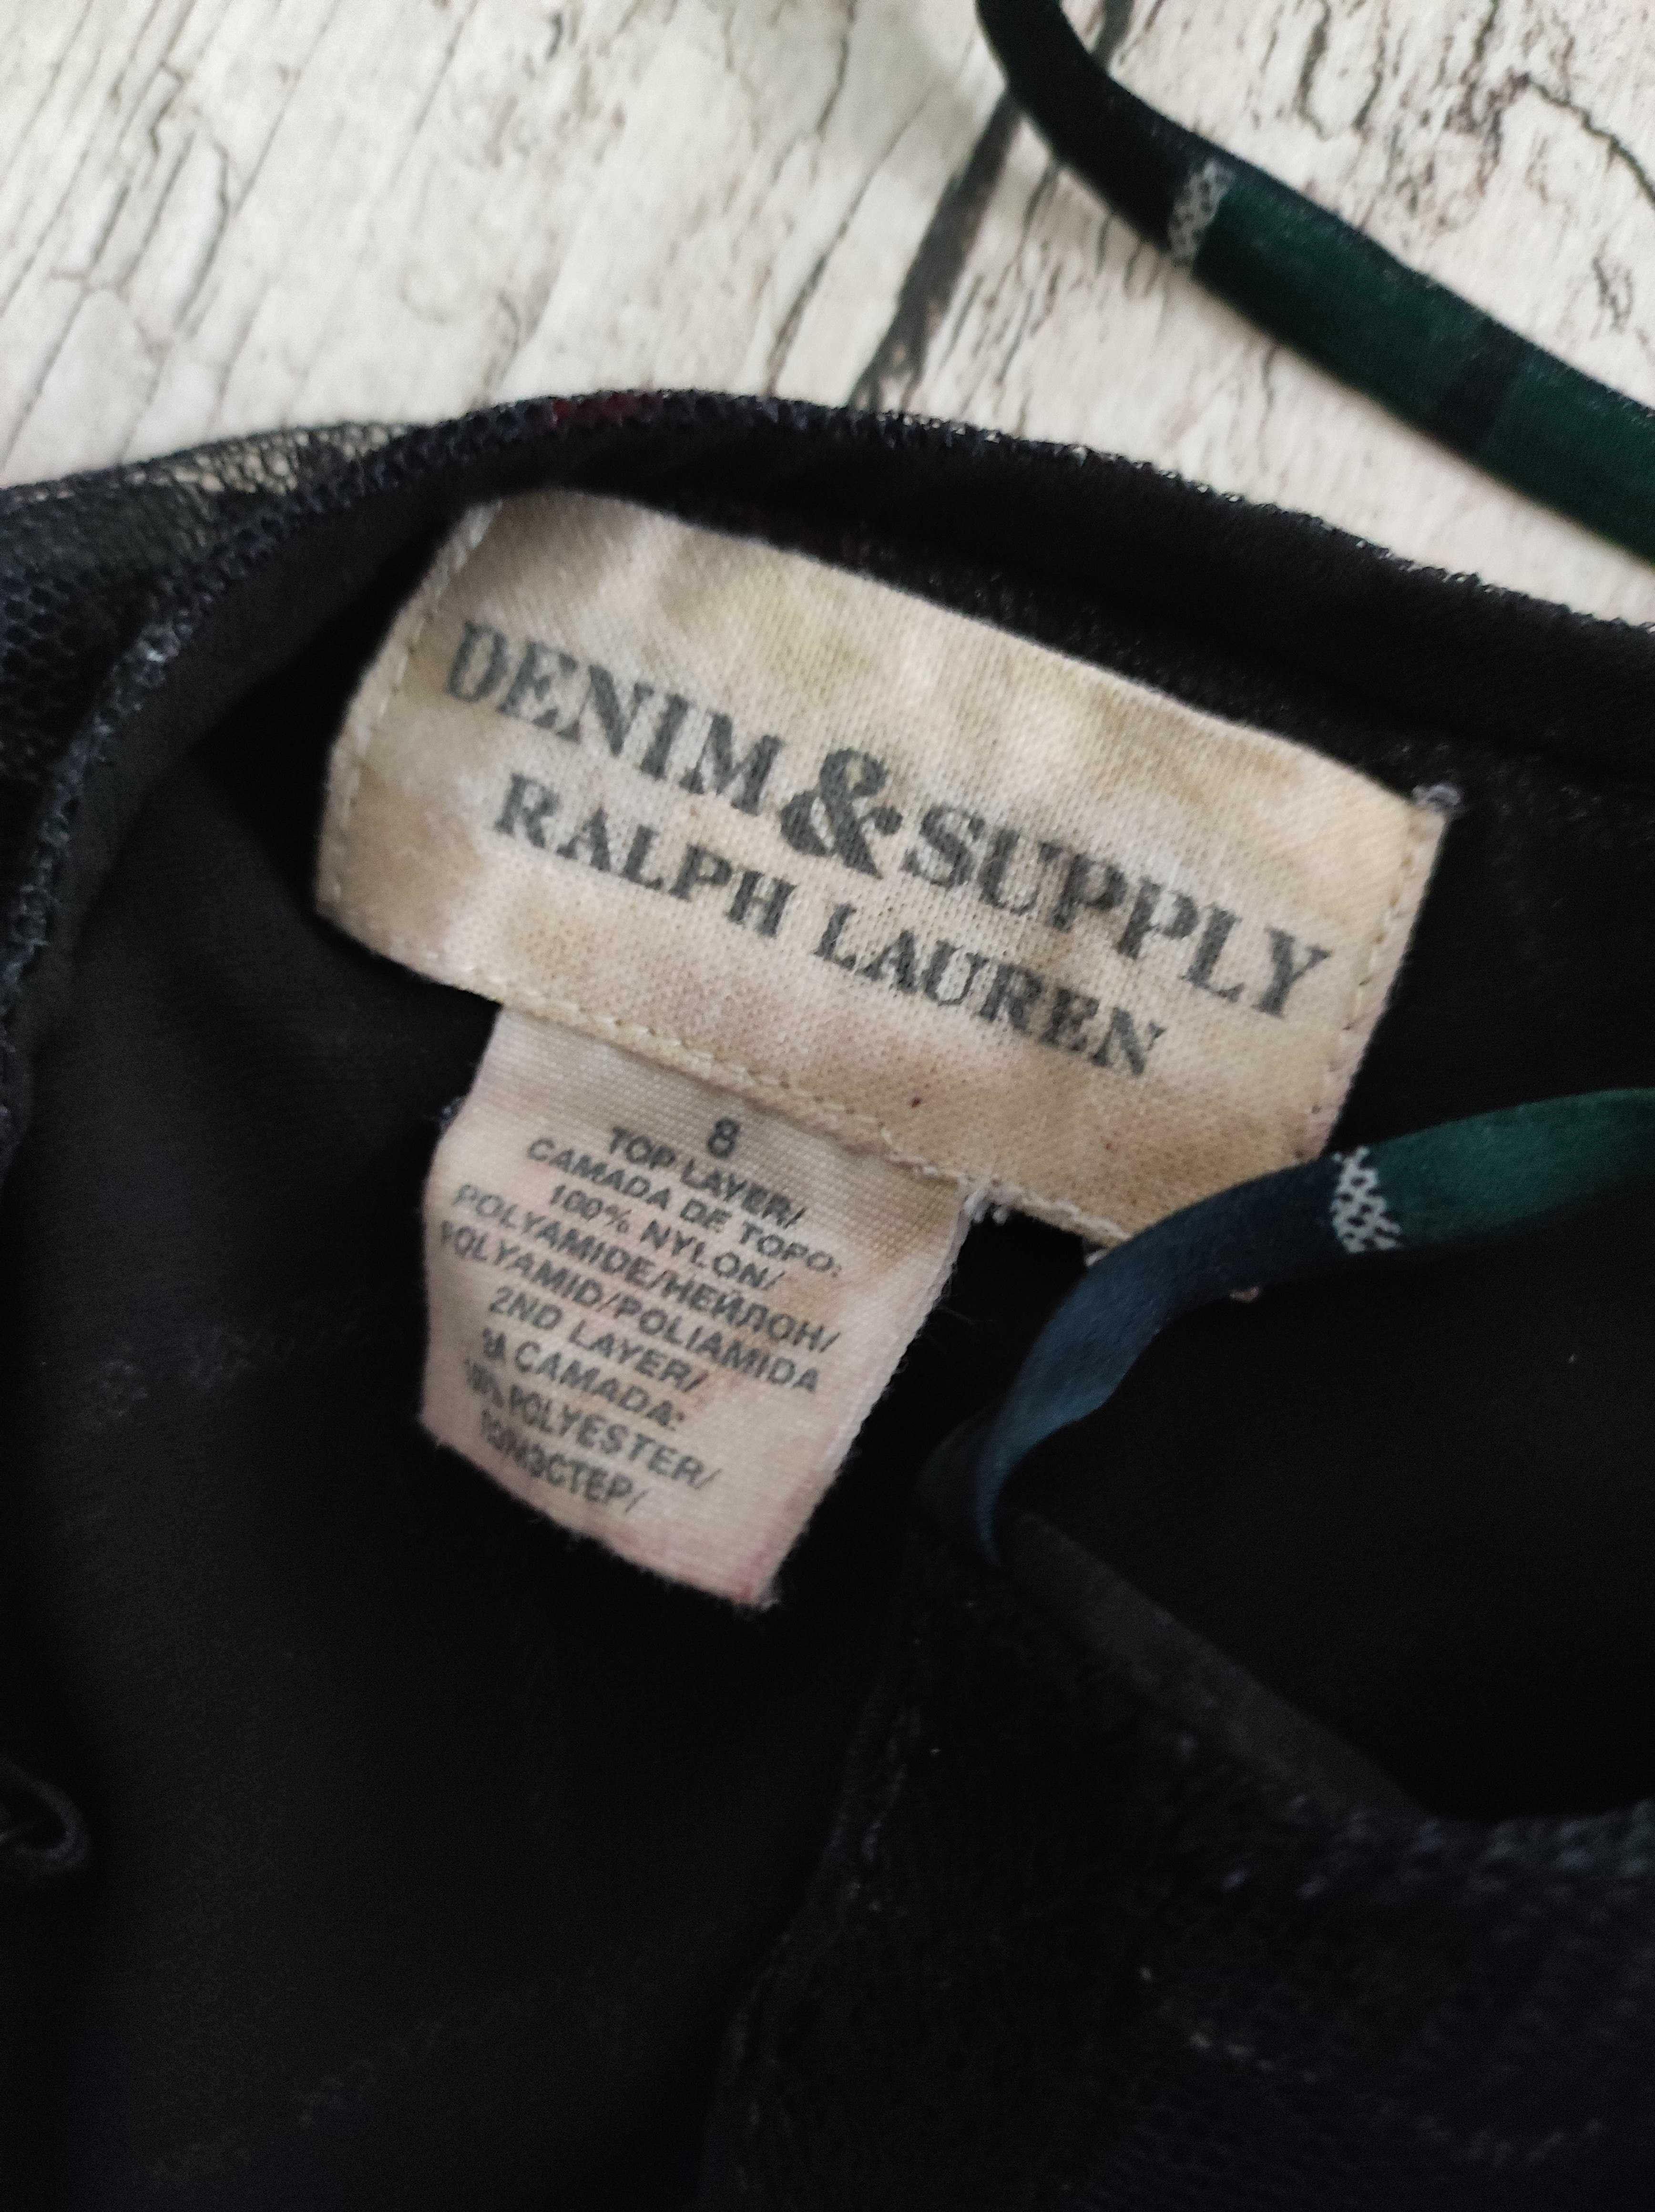 DENIM & SUPPLY
RALPH LAUREN
8
TOP LAYER/
CAMADA DE TOPO:
100% NYLON/
POLYAMIDE/НЕЙЛОН/
POLYAMID/POLIAMIDA
2ND LAYER/
CAMADA:
POLYESTER/